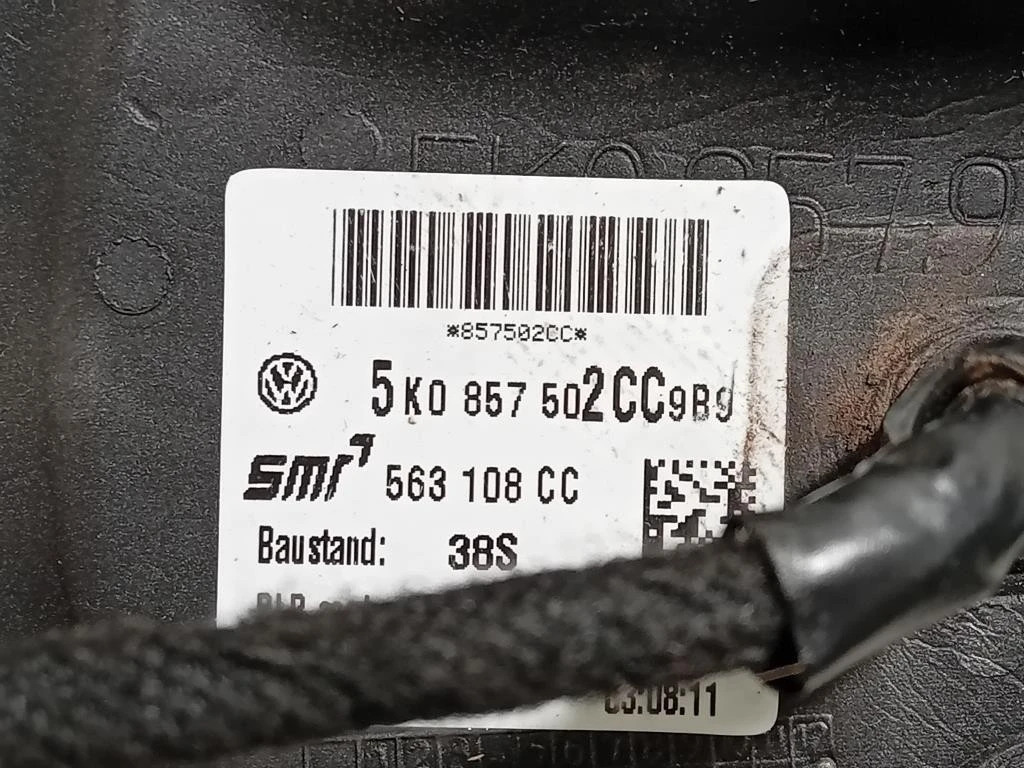 *857502CC*
5K0 857 502CC9B9
smr 563 108 CC
Baustand: 38S
03:08:11